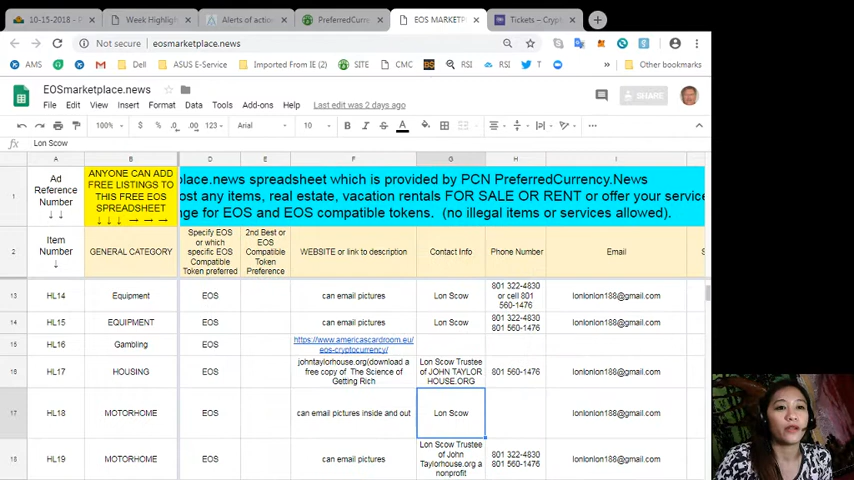 10-15-2018 - P
Week Highligh
Alerts of action
PreferredCurre
EOS MARKETP
Tickets – Crypt
Not secure
eosmarketplace.news
AMS
Dell
ASUS E-Service
Imported From IE (2)
SITE
CMC
BS
RSI
RSI
T
»
Other bookmarks
EOSmarketplace.news
File
Edit
View
Insert
Format
Data
Tools
Add-ons
Help
Last edit was 2 days ago
SHARE
100%
$
%
.0
.00
123
Arial
10
B
I
S
A
fx
Lon Scow
A
B
D
E
F
G
H
I
1
Ad
Reference
Number
↓ ↓
ANYONE CAN ADD
FREE LISTINGS TO
THIS FREE EOS
SPREADSHEET
↓ ↓ ↓ → → →
place.news spreadsheet which is provided by PCN PreferredCurrency.News
ost any items, real estate, vacation rentals FOR SALE OR RENT or offer your service
nge for EOS and EOS compatible tokens. (no illegal items or services allowed).
2
Item
Number
↓
GENERAL CATEGORY
Specify EOS
or which
specific EOS
Compatible
Token preferred
2nd Best or
EOS
Compatible
Token
Preference
WEBSITE or link to description
Contact Info
Phone Number
Email
S
13
HL14
Equipment
EOS
can email pictures
Lon Scow
801 322-4830
or cell 801
560-1476
lonlonlon188@gmail.com
14
HL15
EQUIPMENT
EOS
can email pictures
Lon Scow
801 322-4830
801 560-1476
lonlonlon188@gmail.com
15
HL16
Gambling
EOS
https://www.americascardroom.eu/
eos-cryptocurrency/
16
HL17
HOUSING
EOS
johntaylorhouse.org(download a
free copy of The Science of
Getting Rich
Lon Scow Trustee
of JOHN TAYLOR
HOUSE.ORG
801 560-1476
lonlonlon188@gmail.com
17
HL18
MOTORHOME
EOS
can email pictures inside and out
Lon Scow
lonlonlon188@gmail.com
18
HL19
MOTORHOME
EOS
can email pictures
Lon Scow Trustee
of John
Taylorhouse.org a
nonprofit
801 322-4830
801 560-1476
lonlonlon188@gmail.com